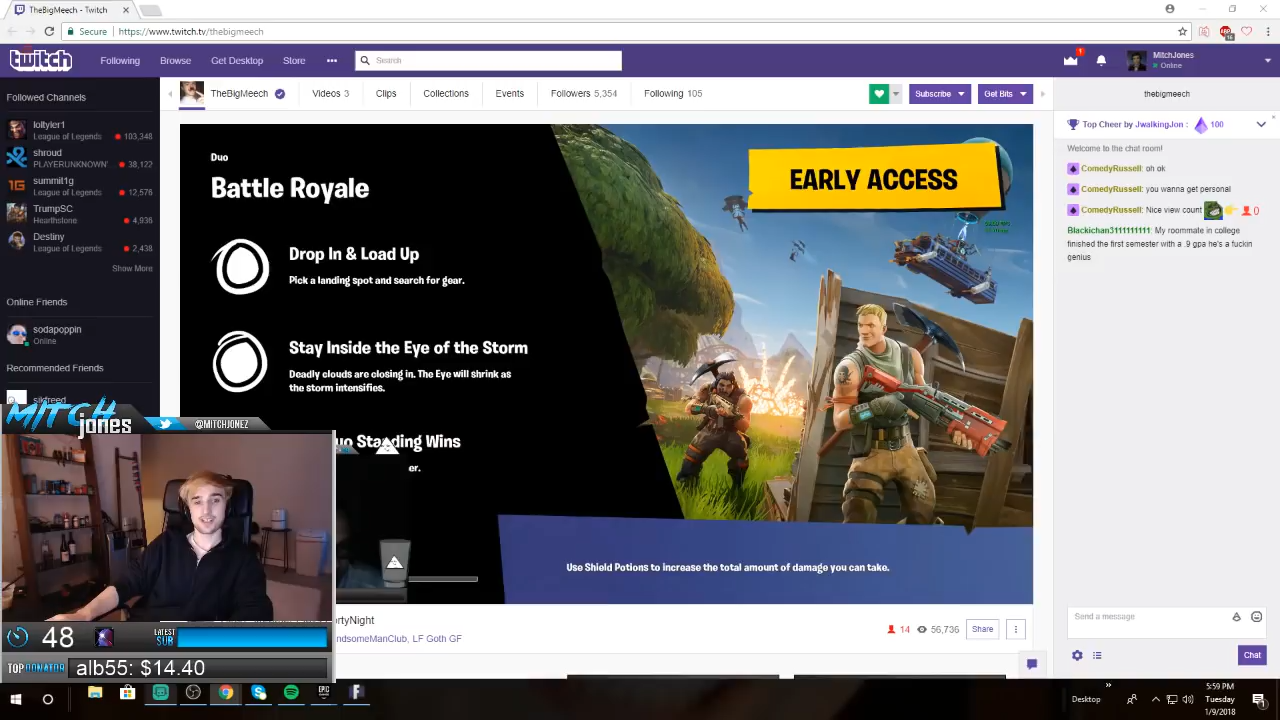 TheBigMeech - Twitch
Secure
https://www.twitch.tv/thebigmeech
twitch
Following
Browse
Get Desktop
Store
Search
1
MitchJones
Online
Followed Channels
loltyler1
League of Legends
103,348
shroud
PLAYERUNKNOWN'
38,122
summit1g
League of Legends
12,576
TrumpSC
Hearthstone
4,936
Destiny
League of Legends
2,438
Show More
Online Friends
sodapoppin
Online
Recommended Friends
TheBigMeech
Videos 3
Clips
Collections
Events
Followers 5,354
Following 105
Subscribe
Get Bits
Duo
Battle Royale
EARLY ACCESS
Drop In & Load Up
Pick a landing spot and search for gear.
Stay Inside the Eye of the Storm
Deadly clouds are closing in. The Eye will shrink as
the storm intensifies.
uo Standing Wins
er.
Use Shield Potions to increase the total amount of damage you can take.
rtyNight
ndsomeManClub, LF Goth GF
14
56,736
Share
thebigmeech
Top Cheer by JwalkingJon : 100
Welcome to the chat room!
ComedyRussell: oh ok
ComedyRussell: you wanna get personal
ComedyRussell: Nice view count 0
Blackichan3111111111: My roommate in college
finished the first semester with a .9 gpa he's a fuckin
genius
Send a message
Chat
MITCH
jones
@MITCHJONEZ
48
LATEST
SUB
TOP DONATOR
alb55: $14.40
EPIC
Desktop
5:59 PM
Tuesday
1/9/2018